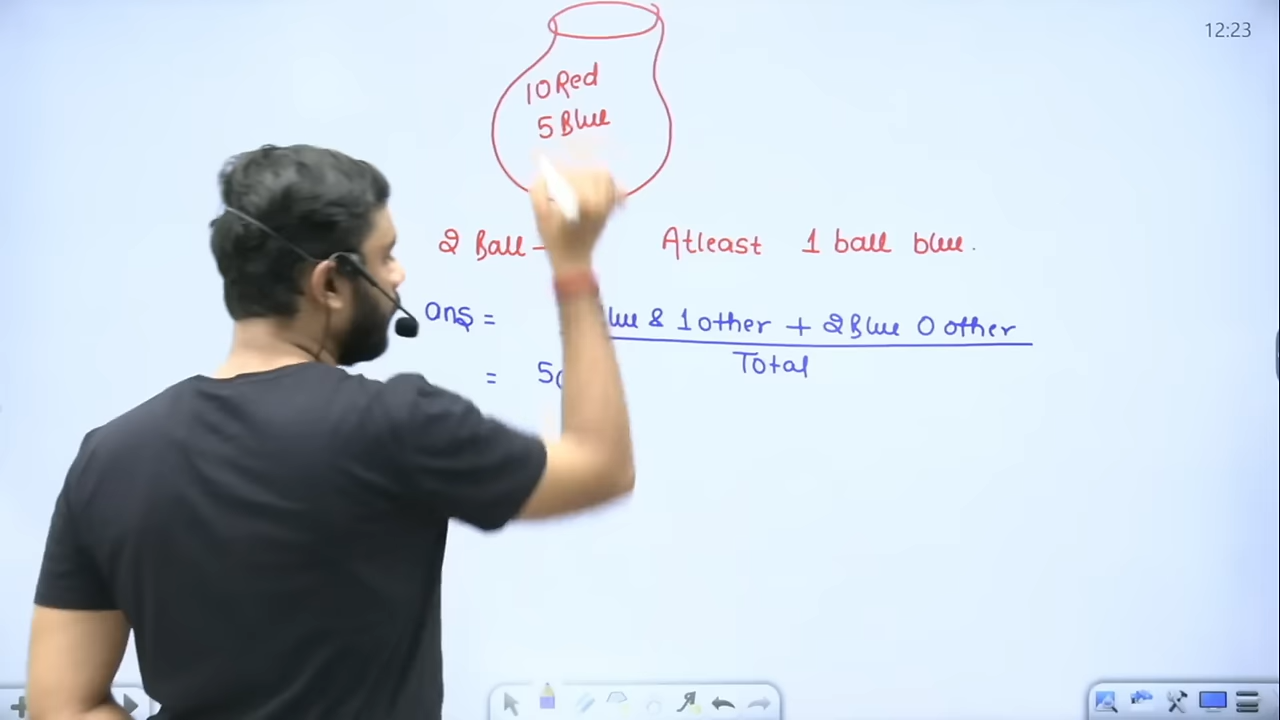 12:23
10 Red
5 Blue
2 Ball - Atleast 1 ball blue.
Ans = & 1 other + 2 Blue 0 other
Total
= 5